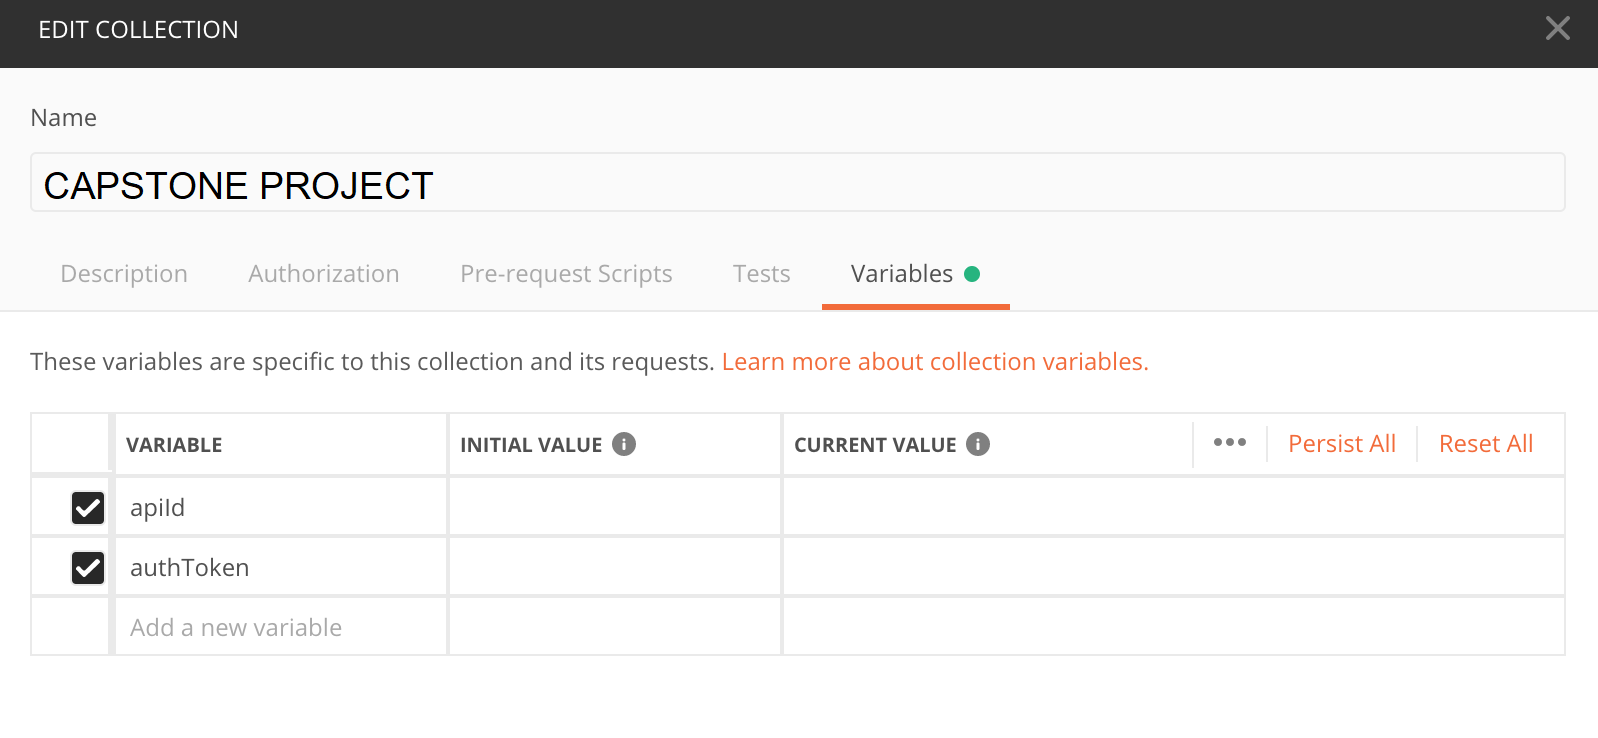 EDIT COLLECTION
Name
CAPSTONE PROJECT
Description Authorization Pre-request Scripts Tests Variables
These variables are specific to this collection and its requests. Learn more about collection variables.
VARIABLE INITIAL VALUE CURRENT VALUE Persist All Reset All
apiId
authToken
Add a new variable